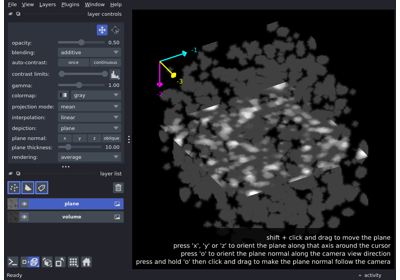 File View Layers Plugins Window Help
layer controls
opacity: 0.50
blending: additive
auto-contrast: once continuous
contrast limits:
gamma: 1.00
colormap: gray
projection mode: mean
interpolation: linear
depiction: plane
plane normal: x y z oblique
plane thickness: 10.00
rendering: average
layer list
plane
volume
-1
-3
shift + click and drag to move the plane
press 'x', 'y' or 'z' to orient the plane along that axis around the cursor
press 'o' to orient the plane normal along the camera view direction
press and hold 'o' then click and drag to make the plane normal follow the camera
Ready
activity